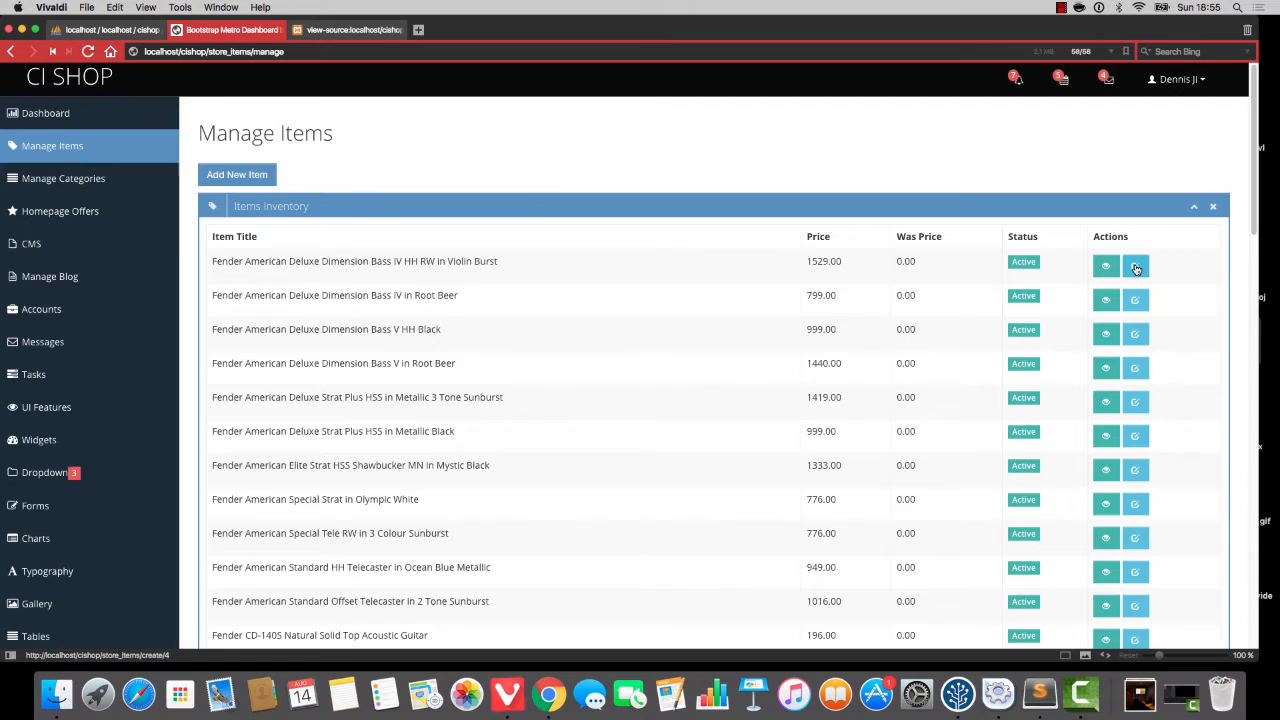 Vivaldi File Edit View Tools Window Help
Sun 18:55
localhost / localhost / cishop
Bootstrap Metro Dashboard
view-source:localhost/cishop
localhost/cishop/store_items/manage
58/58
Search Bing
CI SHOP
7
5
4
Dennis Ji
Dashboard
Manage Items
Manage Categories
Homepage Offers
CMS
Manage Blog
Accounts
Messages
Tasks
UI Features
Widgets
Dropdown 3
Forms
Charts
Typography
Gallery
Tables
Manage Items
Add New Item
Items Inventory
Item Title Price Was Price Status Actions
Fender American Deluxe Dimension Bass IV HH RW in Violin Burst 1529.00 0.00 Active
Fender American Deluxe Dimension Bass IV in Root Beer 799.00 0.00 Active
Fender American Deluxe Dimension Bass V HH Black 999.00 0.00 Active
Fender American Deluxe Dimension Bass V in Root Beer 1440.00 0.00 Active
Fender American Deluxe Strat Plus HSS in Metallic 3 Tone Sunburst 1419.00 0.00 Active
Fender American Deluxe Strat Plus HSS in Metallic Black 999.00 0.00 Active
Fender American Elite Strat HSS Shawbucker MN in Mystic Black 1333.00 0.00 Active
Fender American Special Strat in Olympic White 776.00 0.00 Active
Fender American Special Tele RW in 3 Colour Sunburst 776.00 0.00 Active
Fender American Standard HH Telecaster in Ocean Blue Metallic 949.00 0.00 Active
Fender American Standard Offset Telecaster in 2 Tone Sunburst 1016.00 0.00 Active
Fender CD-140S Natural Solid Top Acoustic Guitar 196.00 0.00 Active
http://localhost/cishop/store_items/create/4
Reset
100 %
AUG
14
1